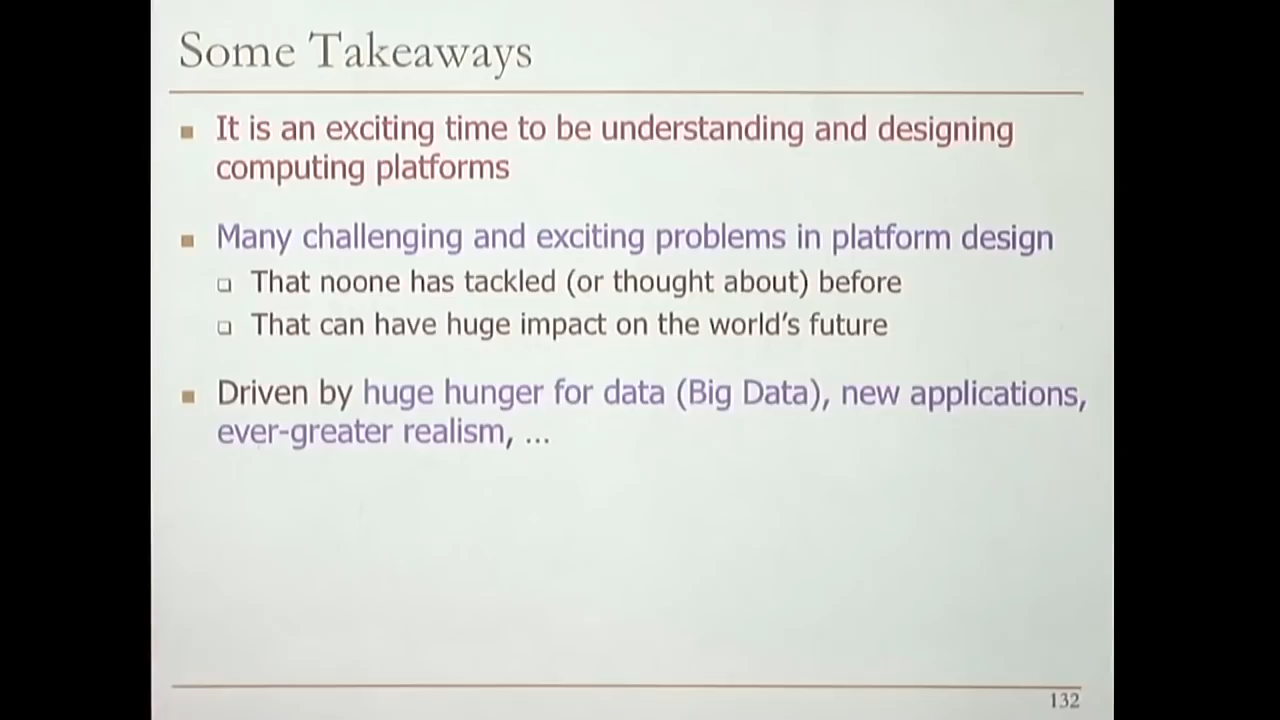 Some Takeaways
It is an exciting time to be understanding and designing
computing platforms
Many challenging and exciting problems in platform design
That noone has tackled (or thought about) before
That can have huge impact on the world's future
Driven by huge hunger for data (Big Data), new applications,
ever-greater realism, ...
132